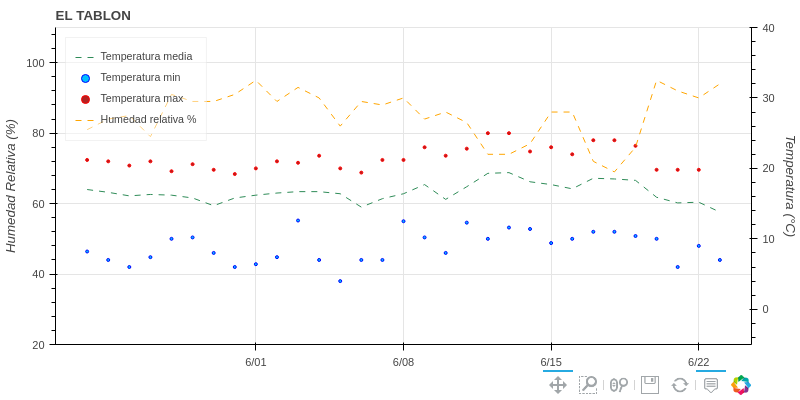 EL TABLON
Temperatura media
Temperatura min
Temperatura max
Humedad relativa %
Humedad Relativa (%)
100
80
60
40
20
40
30
20
10
0
Temperatura (°C)
6/01
6/08
6/15
6/22